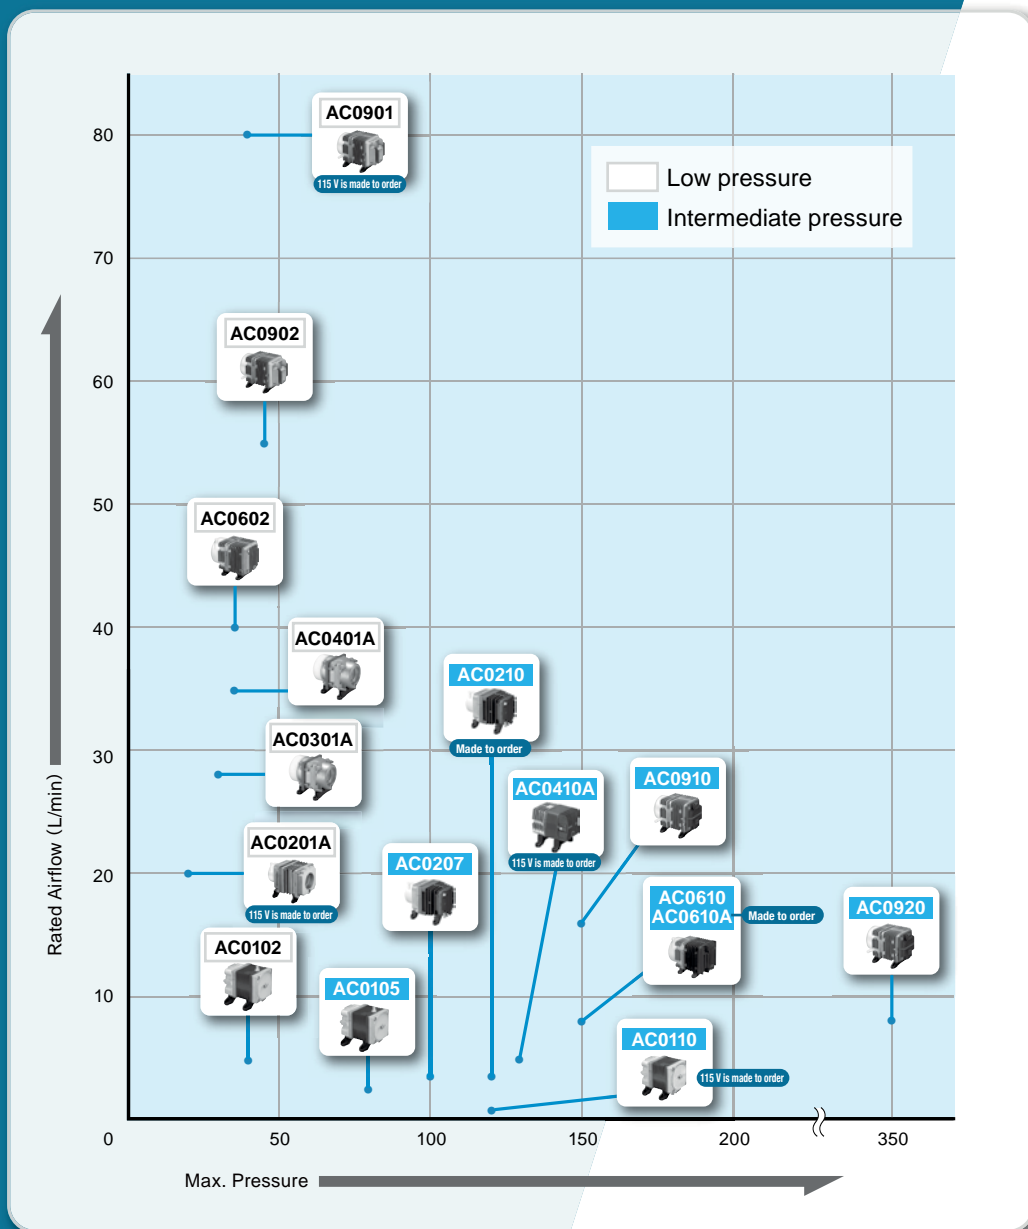 80
70
60
50
40
30
20
10
0
50
100
150
200
350
Rated Airflow (L/min)
Max. Pressure
Low pressure
Intermediate pressure
AC0901
115 V is made to order
AC0902
AC0602
AC0401A
AC0210
Made to order
AC0301A
AC0410A
115 V is made to order
AC0910
AC0201A
115 V is made to order
AC0207
AC0610
AC0610A
Made to order
AC0920
AC0102
AC0105
AC0110
115 V is made to order